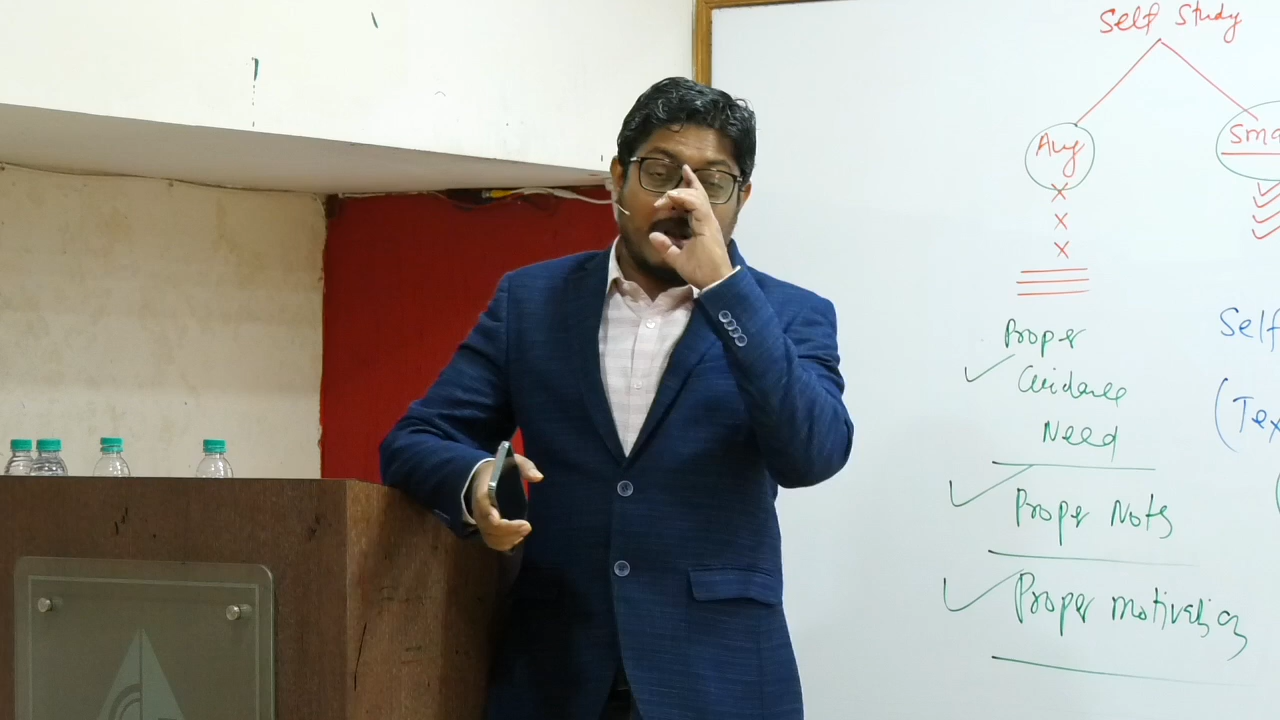 Self Study
Avg
Sma
x
x
x
Proper
Guidance
Need
Proper Nots
Proper motivation
Self
(Tex